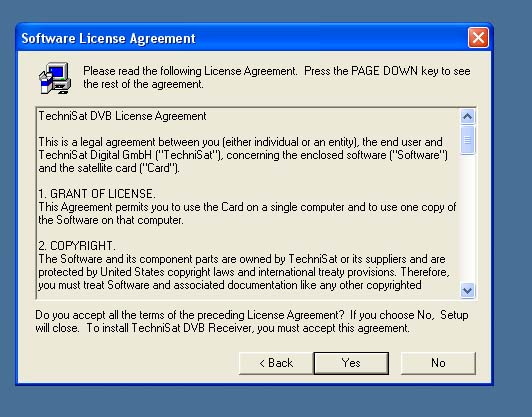 Software License Agreement
Please read the following License Agreement. Press the PAGE DOWN key to see
the rest of the agreement.
TechniSat DVB License Agreement
This is a legal agreement between you (either individual or an entity), the end user and
TechniSat Digital GmbH ("TechniSat"), concerning the enclosed software ("Software")
and the satellite card ("Card").
1. GRANT OF LICENSE.
This Agreement permits you to use the Card on a single computer and to use one copy of
the Software on that computer.
2. COPYRIGHT.
The Software and its component parts are owned by TechniSat or its suppliers and are
protected by United States copyright laws and international treaty provisions. Therefore,
you must treat Software and associated documentation like any other copyrighted
Do you accept all the terms of the preceding License Agreement? If you choose No, Setup
will close. To install TechniSat DVB Receiver, you must accept this agreement.
< Back Yes No